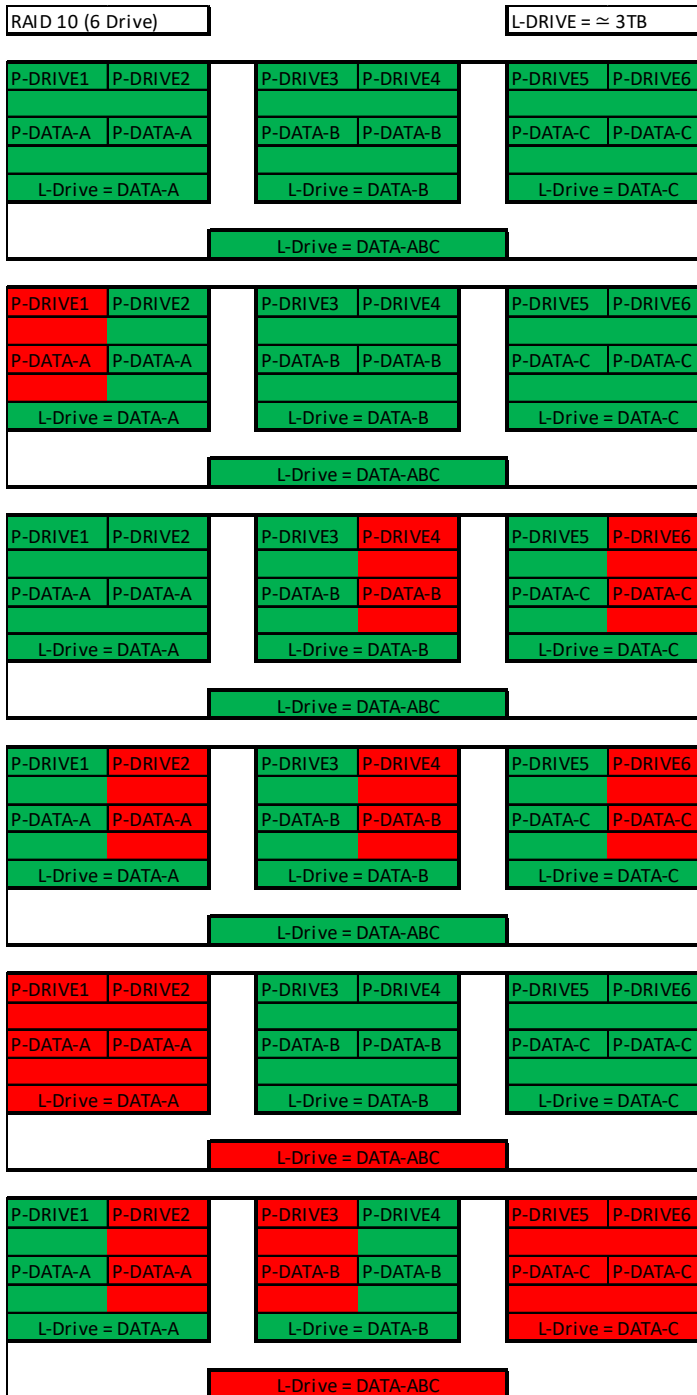 RAID 10 (6 Drive) L-DRIVE = ≃ 3TB
P-DRIVE1 P-DRIVE2 P-DRIVE3 P-DRIVE4 P-DRIVE5 P-DRIVE6
P-DATA-A P-DATA-A P-DATA-B P-DATA-B P-DATA-C P-DATA-C
L-Drive = DATA-A L-Drive = DATA-B L-Drive = DATA-C
L-Drive = DATA-ABC
P-DRIVE1 P-DRIVE2 P-DRIVE3 P-DRIVE4 P-DRIVE5 P-DRIVE6
P-DATA-A P-DATA-A P-DATA-B P-DATA-B P-DATA-C P-DATA-C
L-Drive = DATA-A L-Drive = DATA-B L-Drive = DATA-C
L-Drive = DATA-ABC
P-DRIVE1 P-DRIVE2 P-DRIVE3 P-DRIVE4 P-DRIVE5 P-DRIVE6
P-DATA-A P-DATA-A P-DATA-B P-DATA-B P-DATA-C P-DATA-C
L-Drive = DATA-A L-Drive = DATA-B L-Drive = DATA-C
L-Drive = DATA-ABC
P-DRIVE1 P-DRIVE2 P-DRIVE3 P-DRIVE4 P-DRIVE5 P-DRIVE6
P-DATA-A P-DATA-A P-DATA-B P-DATA-B P-DATA-C P-DATA-C
L-Drive = DATA-A L-Drive = DATA-B L-Drive = DATA-C
L-Drive = DATA-ABC
P-DRIVE1 P-DRIVE2 P-DRIVE3 P-DRIVE4 P-DRIVE5 P-DRIVE6
P-DATA-A P-DATA-A P-DATA-B P-DATA-B P-DATA-C P-DATA-C
L-Drive = DATA-A L-Drive = DATA-B L-Drive = DATA-C
L-Drive = DATA-ABC
P-DRIVE1 P-DRIVE2 P-DRIVE3 P-DRIVE4 P-DRIVE5 P-DRIVE6
P-DATA-A P-DATA-A P-DATA-B P-DATA-B P-DATA-C P-DATA-C
L-Drive = DATA-A L-Drive = DATA-B L-Drive = DATA-C
L-Drive = DATA-ABC